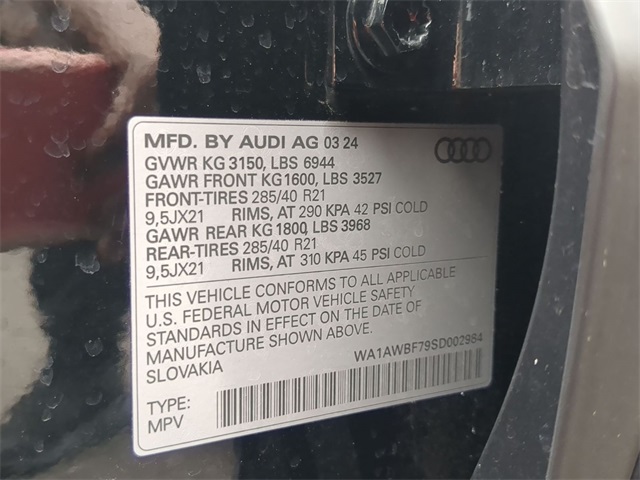 MFD. BY AUDI AG 03 24
GVWR KG 3150, LBS 6944
GAWR FRONT KG1600, LBS 3527
FRONT-TIRES 285/40 R21
9,5JX21 RIMS, AT 290 KPA 42 PSI COLD
GAWR REAR KG 1800, LBS 3968
REAR-TIRES 285/40 R21
9,5JX21 RIMS, AT 310 KPA 45 PSI COLD
THIS VEHICLE CONFORMS TO ALL APPLICABLE
U.S. FEDERAL MOTOR VEHICLE SAFETY
STANDARDS IN EFFECT ON THE DATE OF
MANUFACTURE SHOWN ABOVE.
SLOVAKIA WA1AWBF79SD002984
TYPE:
MPV